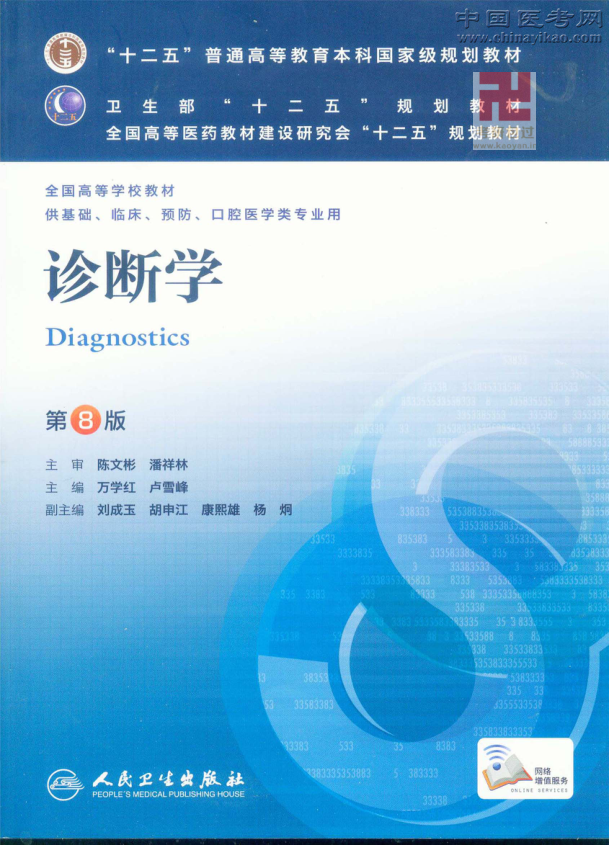 中国医考网
www.chinayikao.com
“十二五”普通高等教育本科国家级规划教材
十二五
卫生部“十二五”规划教材
全国高等医药教材建设研究会“十二五”规划教材
www.kaoyan.in
全国高等学校教材
供基础、临床、预防、口腔医学类专业用
诊断学
Diagnostics
第8版
主审 陈文彬 潘祥林
主编 万学红 卢雪峰
副主编 刘成玉 胡申江 康熙雄 杨炯
人民卫生出版社
PEOPLE'S MEDICAL PUBLISHING HOUSE
网络
增值服务
ONLINE SERVICES